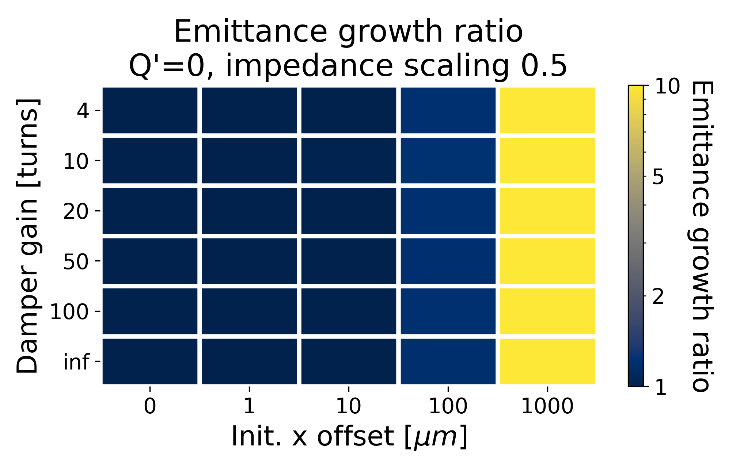 Emittance growth ratio
Q'=0, impedance scaling 0.5
Damper gain [turns]
4
10
20
50
100
inf
0 1 10 100 1000
Init. x offset [μm]
10
5
2
1
Emittance growth ratio